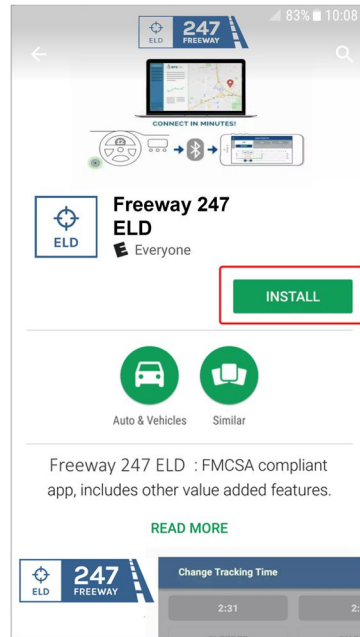 83% 10:08
247
ELD FREEWAY
CONNECT IN MINUTES!
Freeway 247
ELD
ELD
E Everyone
INSTALL
Auto & Vehicles Similar
Freeway 247 ELD : FMCSA compliant
app, includes other value added features.
READ MORE
247
ELD FREEWAY
Change Tracking Time
2:31